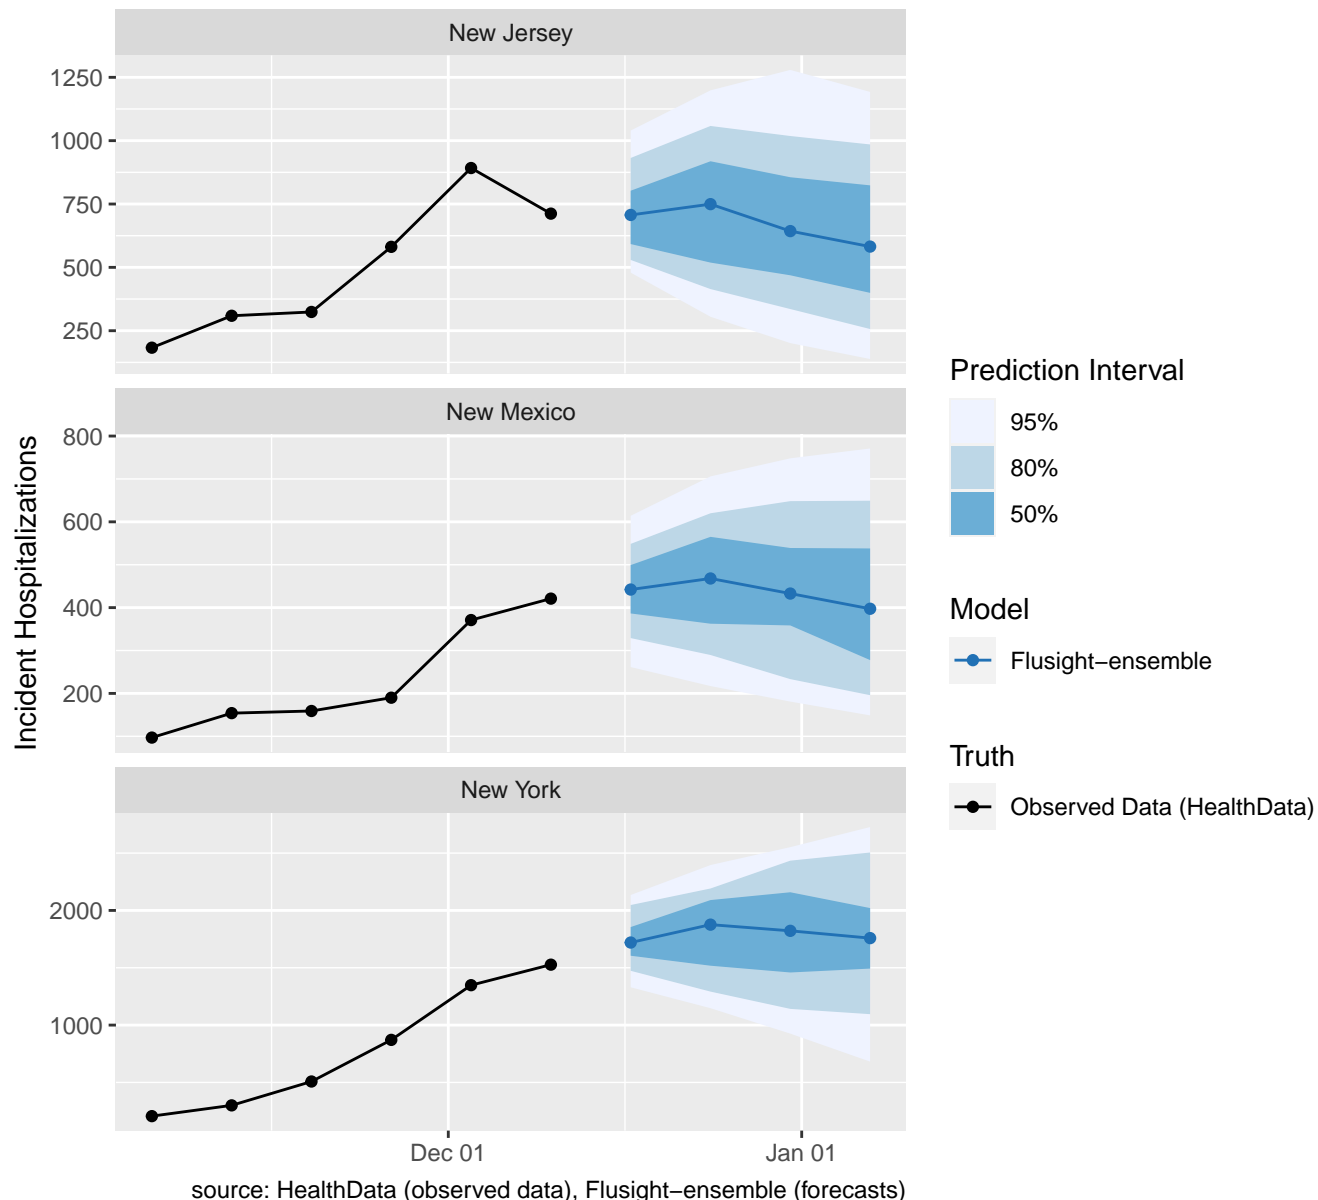 New Jersey
1250
1000
750
500
250
New Mexico
800
600
400
200
New York
2000
1000
Dec 01
Jan 01
Incident Hospitalizations
source: HealthData (observed data), Flusight−ensemble (forecasts)
Prediction Interval
95%
80%
50%
Model
Flusight−ensemble
Truth
Observed Data (HealthData)